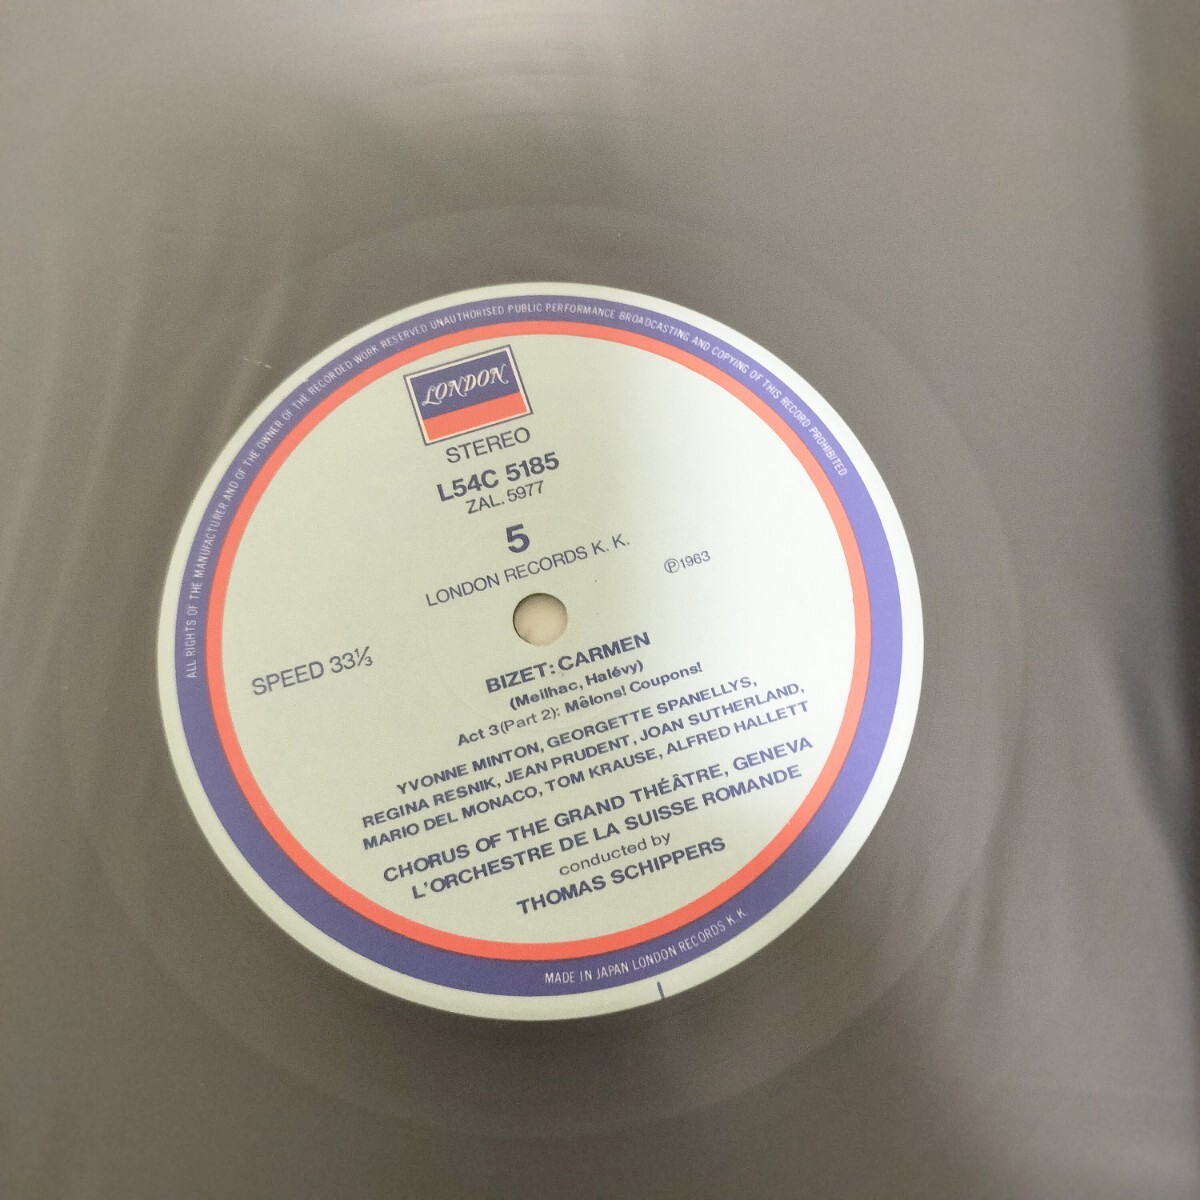 ALL RIGHTS OF THE MANUFACTURER AND OF THE OWNER OF THE RECORDED WORK RESERVED UNAUTHORISED PUBLIC PERFORMANCE BROADCASTING AND COPYING OF THIS RECORD PROHIBITED
LONDON
STEREO
L54C 5185
ZAL. 5977
5
LONDON RECORDS K. K.
Ⓟ1963
SPEED 33⅓
BIZET: CARMEN
(Meilhac, Halévy)
Act 3 (Part 2): Mêlons! Coupons!
YVONNE MINTON, GEORGETTE SPANELLYS,
REGINA RESNIK, JEAN PRUDENT, JOAN SUTHERLAND,
MARIO DEL MONACO, TOM KRAUSE, ALFRED HALLETT
CHORUS OF THE GRAND THÉÂTRE, GENEVA
L'ORCHESTRE DE LA SUISSE ROMANDE
conducted by
THOMAS SCHIPPERS
MADE IN JAPAN LONDON RECORDS K.K.